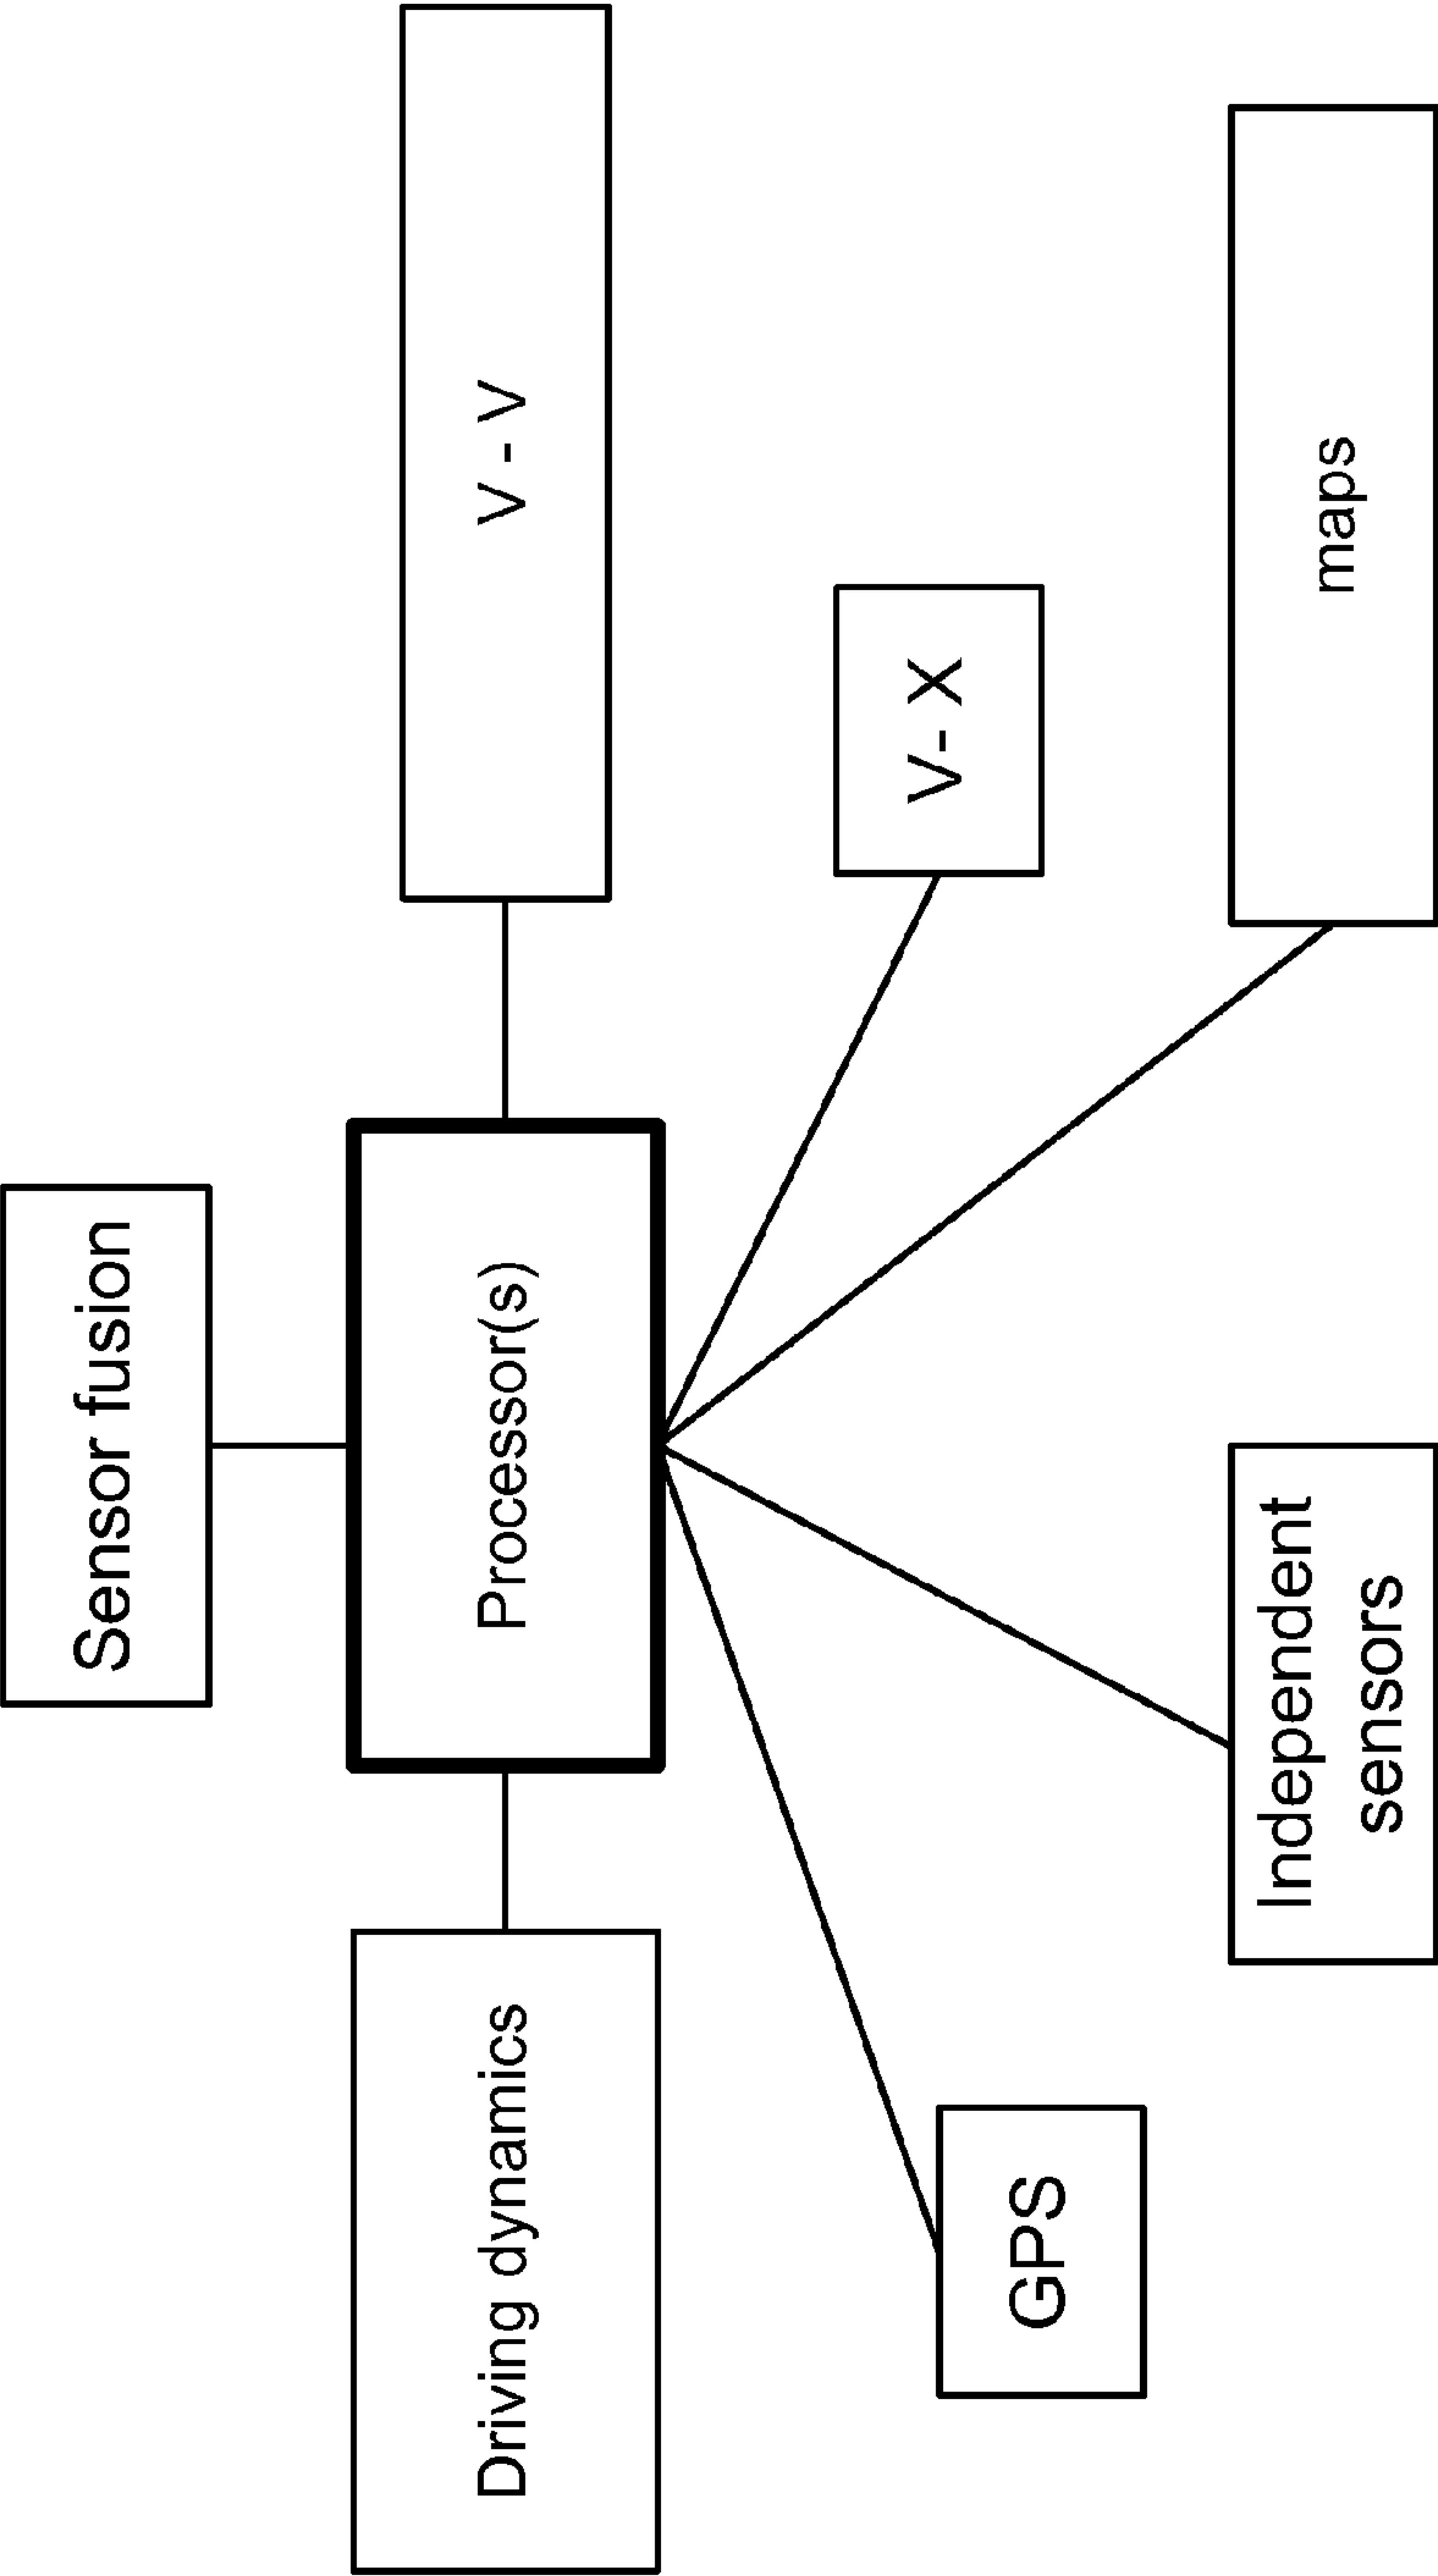 Sensor fusion
Driving dynamics
Processor(s)
V - V
GPS
V- X
Independent
sensors
maps